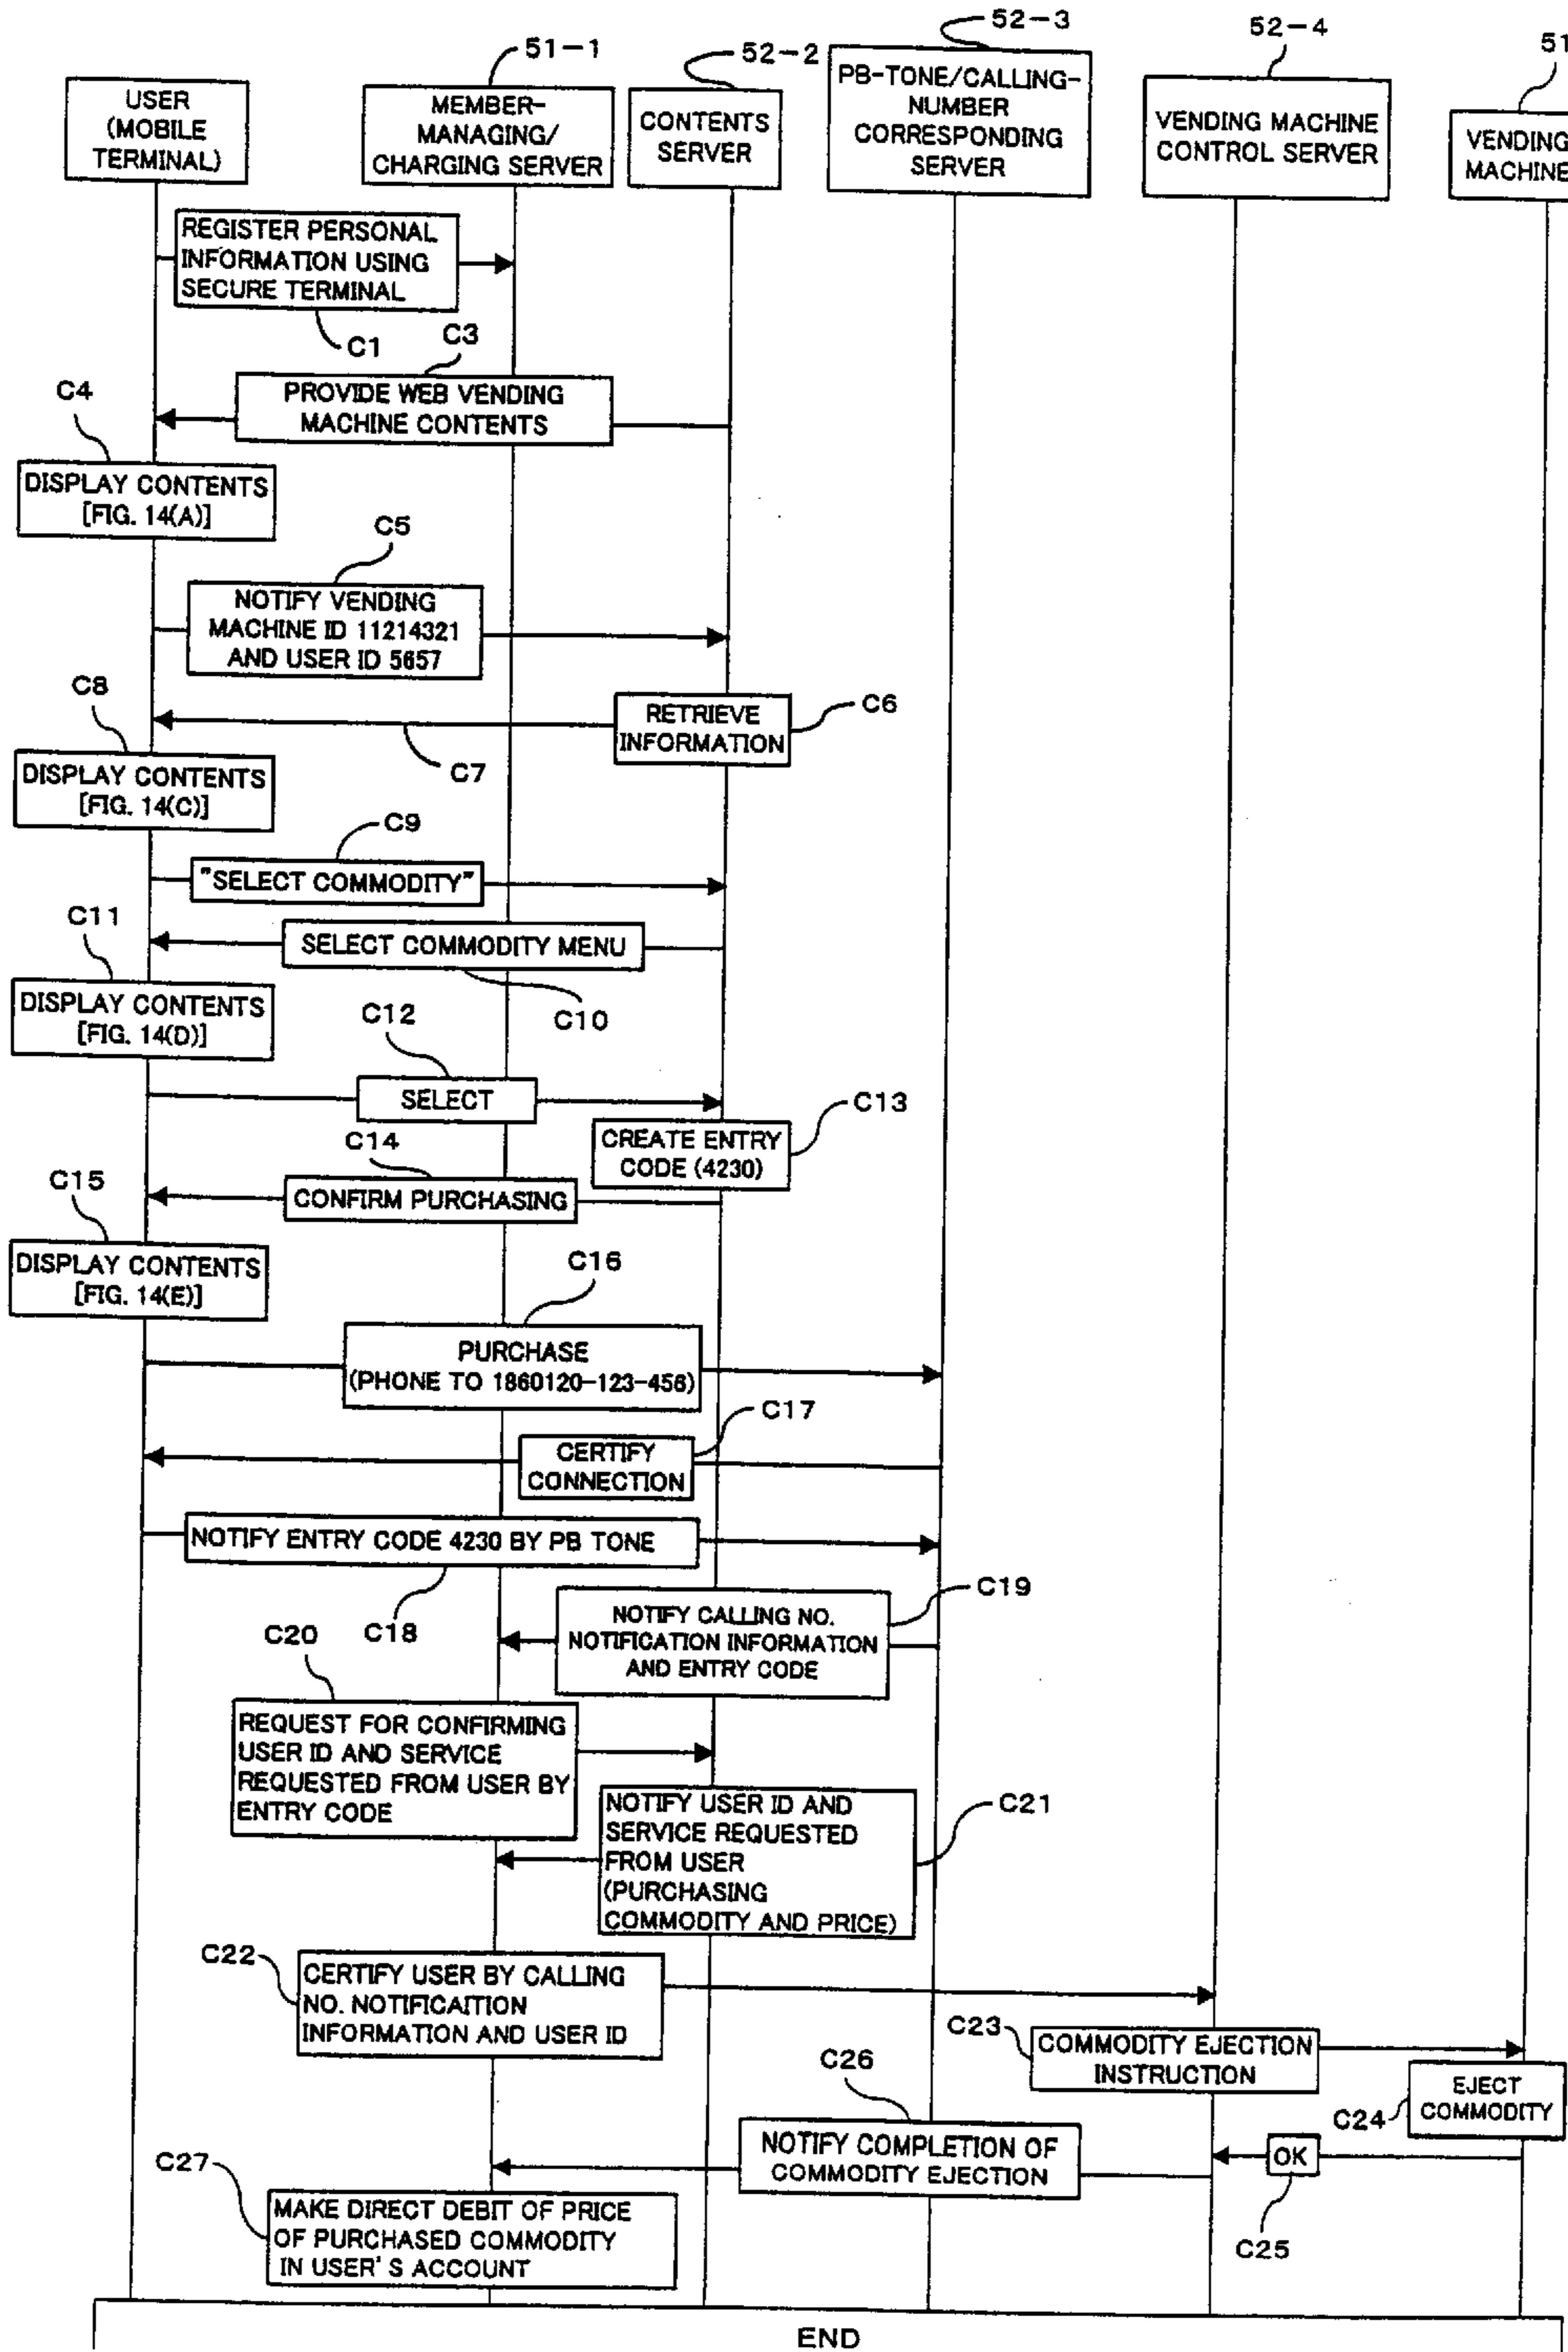 51-1
52-2
52-3
52-4
51
USER
(MOBILE
TERMINAL)
MEMBER-
MANAGING/
CHARGING SERVER
CONTENTS
SERVER
PB-TONE/CALLING-
NUMBER
CORRESPONDING
SERVER
VENDING MACHINE
CONTROL SERVER
VENDING
MACHINE
REGISTER PERSONAL
INFORMATION USING
SECURE TERMINAL
C1
C3
PROVIDE WEB VENDING
MACHINE CONTENTS
C4
DISPLAY CONTENTS
[FIG. 14(A)]
C5
NOTIFY VENDING
MACHINE ID 11214321
AND USER ID 5657
C6
RETRIEVE
INFORMATION
C7
C8
DISPLAY CONTENTS
[FIG. 14(C)]
C9
"SELECT COMMODITY"
SELECT COMMODITY MENU
C10
C11
DISPLAY CONTENTS
[FIG. 14(D)]
C12
SELECT
C13
CREATE ENTRY
CODE (4230)
C14
CONFIRM PURCHASING
C15
DISPLAY CONTENTS
[FIG. 14(E)]
C16
PURCHASE
(PHONE TO 1860120-123-456)
C17
CERTIFY
CONNECTION
NOTIFY ENTRY CODE 4230 BY PB TONE
C18
C19
NOTIFY CALLING NO.
NOTIFICATION INFORMATION
AND ENTRY CODE
C20
REQUEST FOR CONFIRMING
USER ID AND SERVICE
REQUESTED FROM USER BY
ENTRY CODE
C21
NOTIFY USER ID AND
SERVICE REQUESTED
FROM USER
(PURCHASING
COMMODITY AND PRICE)
C22
CERTIFY USER BY CALLING
NO. NOTIFICAITION
INFORMATION AND USER ID
C23
COMMODITY EJECTION
INSTRUCTION
C24
EJECT
COMMODITY
OK
C25
C26
NOTIFY COMPLETION OF
COMMODITY EJECTION
C27
MAKE DIRECT DEBIT OF PRICE
OF PURCHASED COMMODITY
IN USER'S ACCOUNT
END